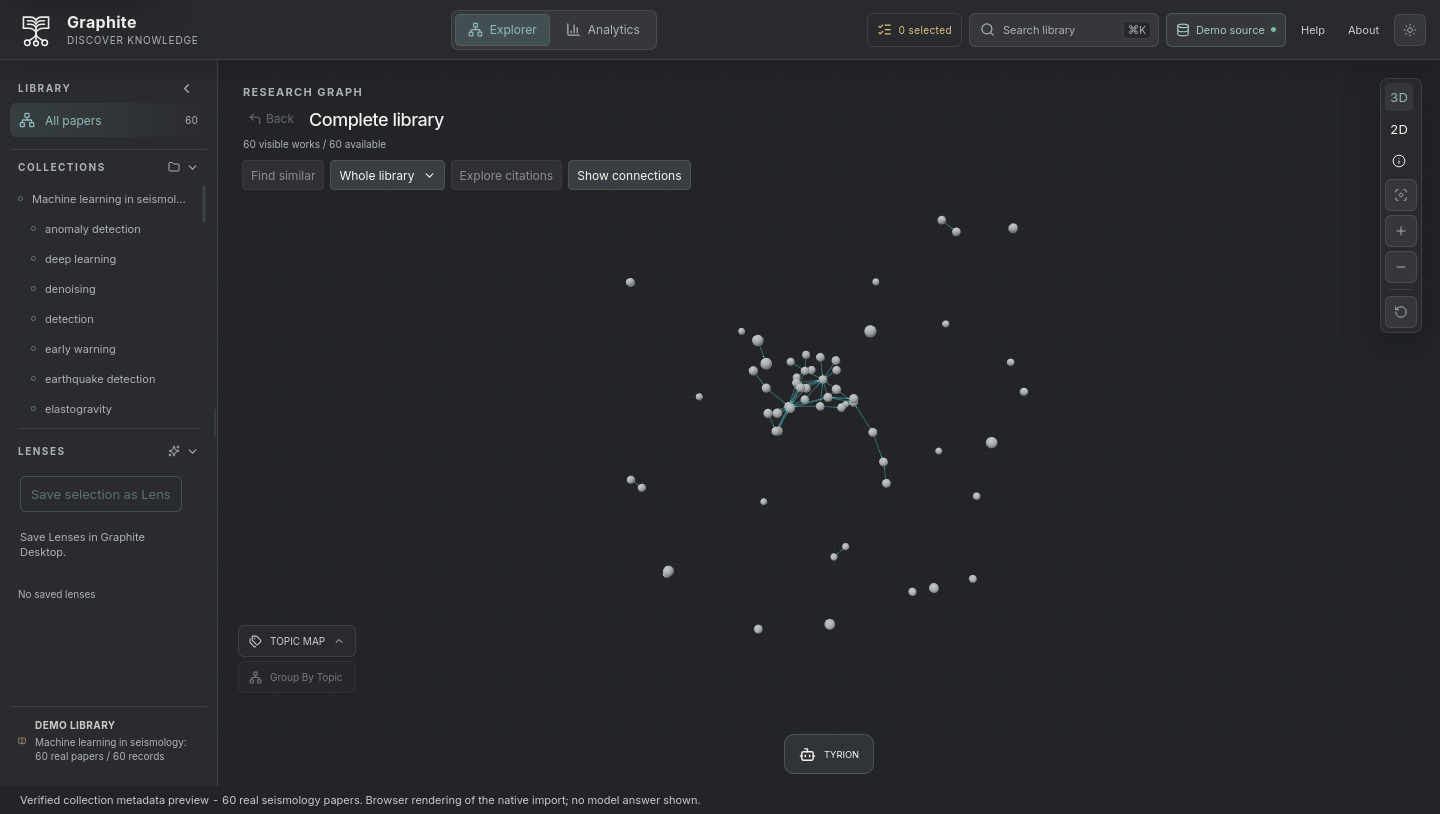 Graphite
DISCOVER KNOWLEDGE
Explorer
Analytics
0 selected
Search library
⌘K
Demo source
Help
About
LIBRARY
All papers
60
COLLECTIONS
Machine learning in seismol...
anomaly detection
deep learning
denoising
detection
early warning
earthquake detection
elastogravity
LENSES
Save selection as Lens
Save Lenses in Graphite
Desktop.
No saved lenses
DEMO LIBRARY
Machine learning in seismology:
60 real papers / 60 records
RESEARCH GRAPH
Back
Complete library
60 visible works / 60 available
Find similar
Whole library
Explore citations
Show connections
3D
2D
TOPIC MAP
Group By Topic
TYRION
Verified collection metadata preview - 60 real seismology papers. Browser rendering of the native import; no model answer shown.